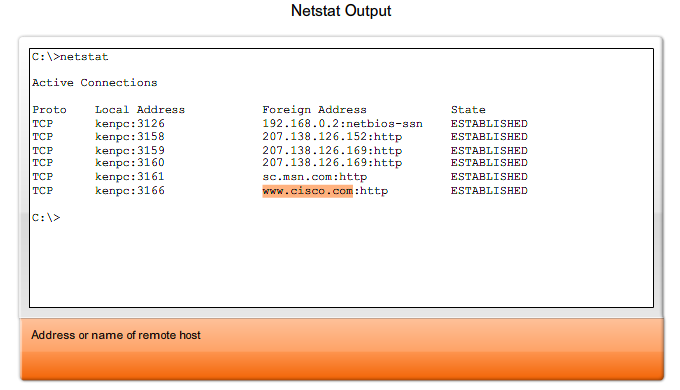 Netstat Output
C:\>netstat
Active Connections
Proto Local Address Foreign Address State
TCP kenpc:3126 192.168.0.2:netbios-ssn ESTABLISHED
TCP kenpc:3158 207.138.126.152:http ESTABLISHED
TCP kenpc:3159 207.138.126.169:http ESTABLISHED
TCP kenpc:3160 207.138.126.169:http ESTABLISHED
TCP kenpc:3161 sc.msn.com:http ESTABLISHED
TCP kenpc:3166 www.cisco.com:http ESTABLISHED
C:\>
Address or name of remote host